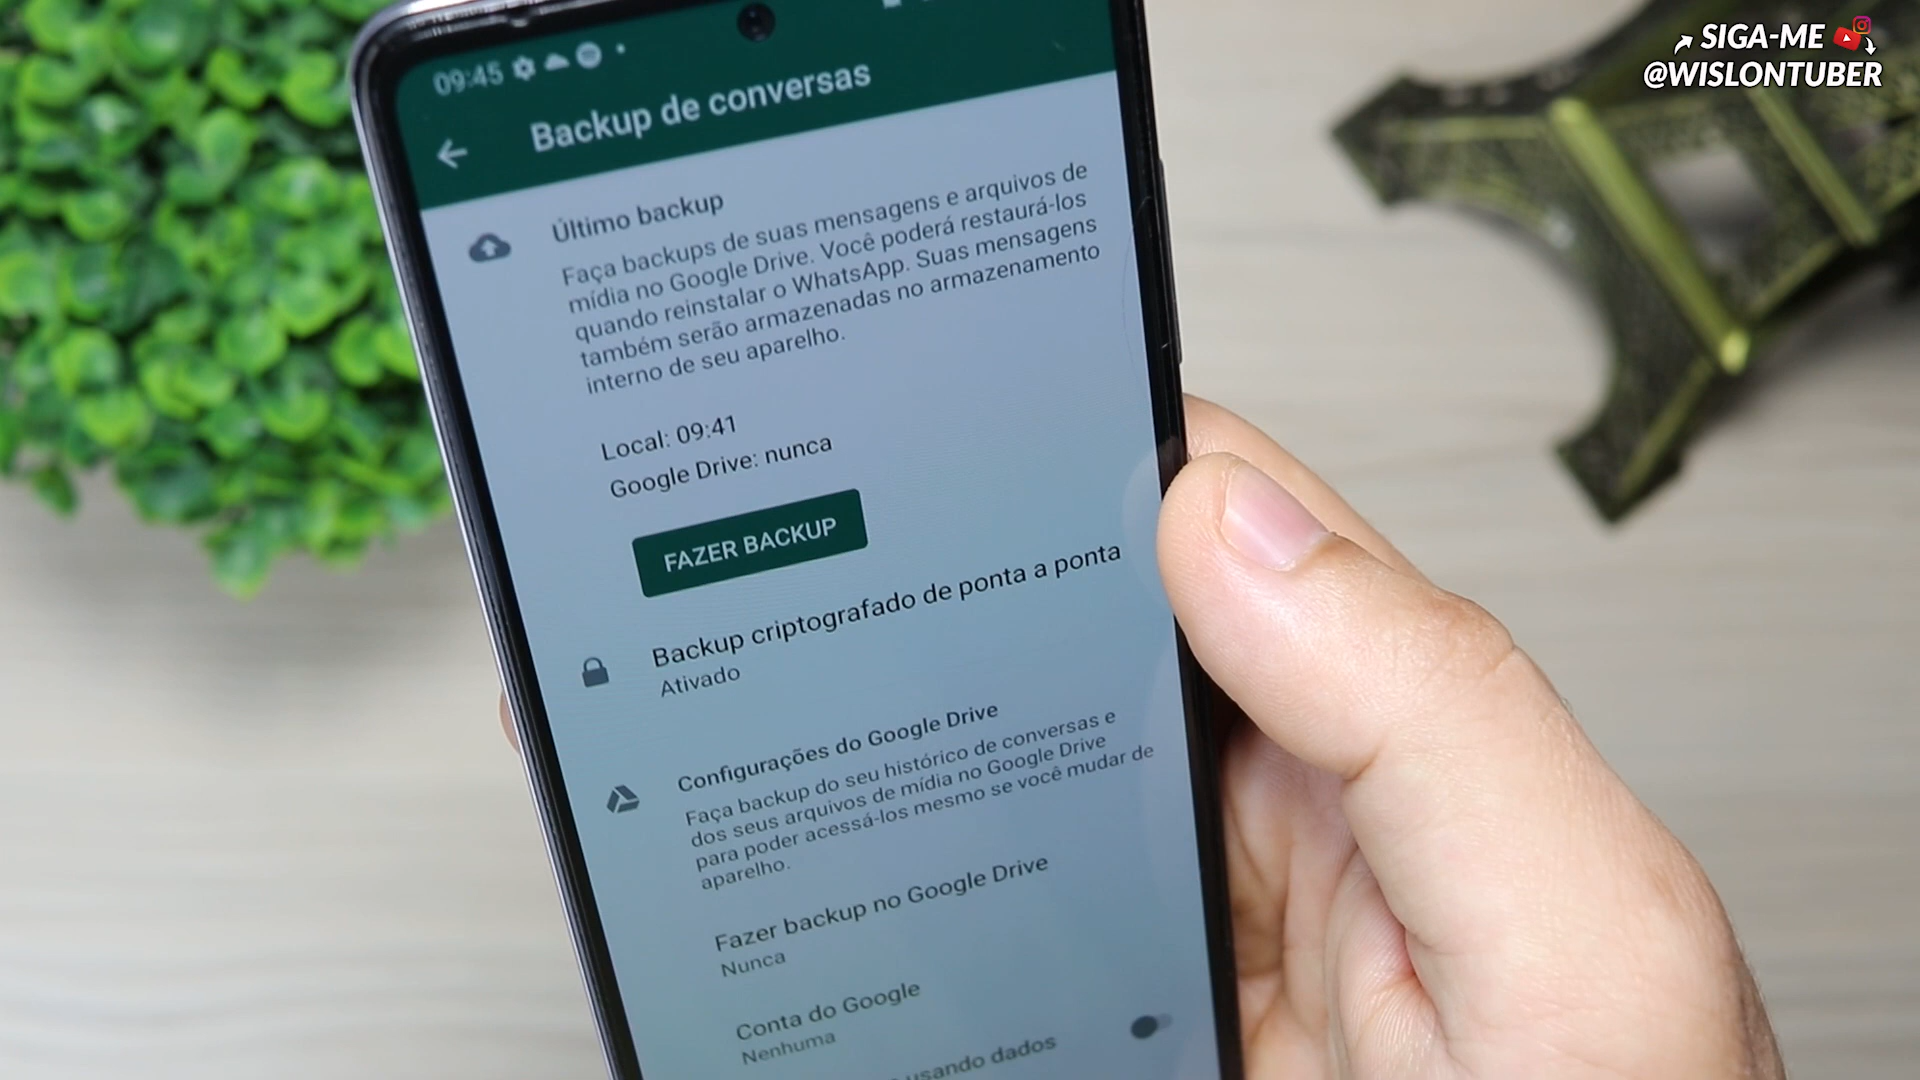 SIGA-ME
@WISLONTUBER
09:45
Backup de conversas
Último backup
Faça backups de suas mensagens e arquivos de
mídia no Google Drive. Você poderá restaurá-los
quando reinstalar o WhatsApp. Suas mensagens
também serão armazenadas no armazenamento
interno de seu aparelho.
Local: 09:41
Google Drive: nunca
FAZER BACKUP
Backup criptografado de ponta a ponta
Ativado
Configurações do Google Drive
Faça backup do seu histórico de conversas e
dos seus arquivos de mídia no Google Drive
para poder acessá-los mesmo se você mudar de
aparelho.
Fazer backup no Google Drive
Nunca
Conta do Google
Nenhuma
usando dados